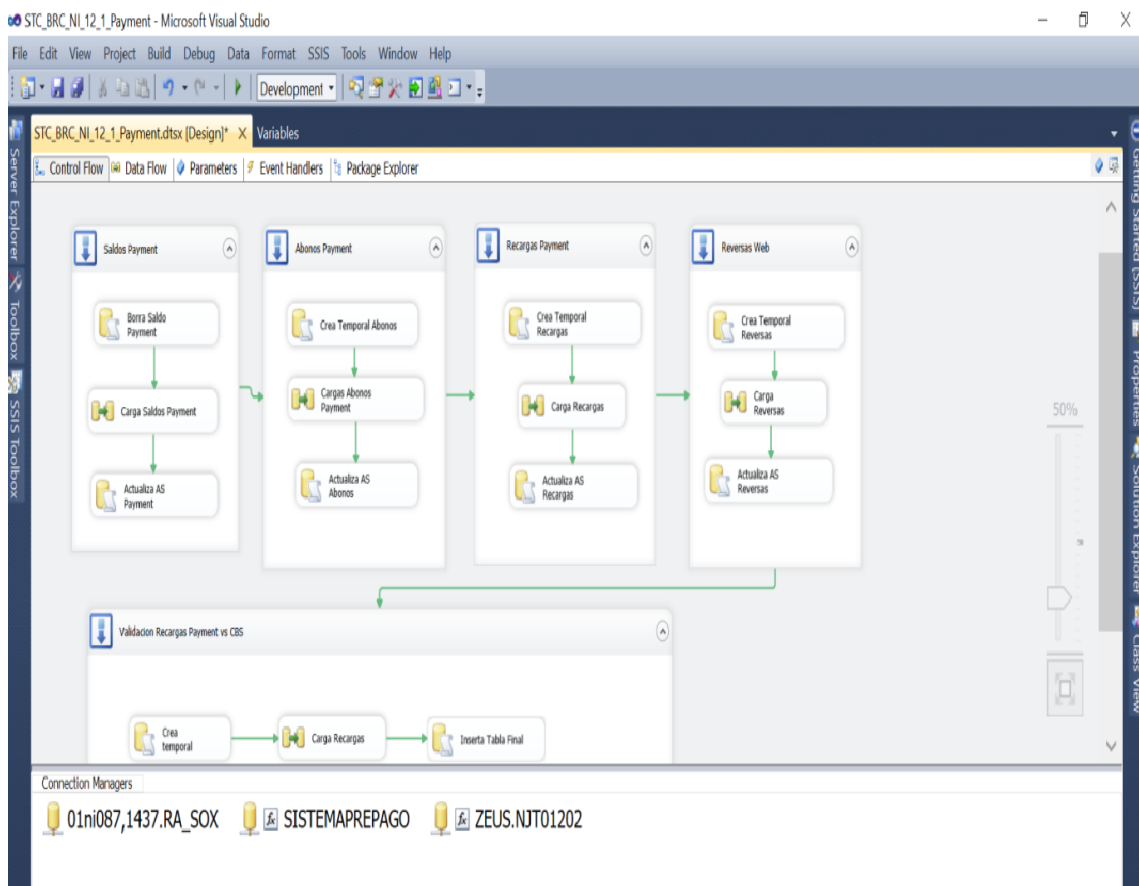 STC_BRC_NI_12_1_Payment - Microsoft Visual Studio
File Edit View Project Build Debug Data Format SSIS Tools Window Help
Development
STC_BRC_NI_12_1_Payment.dtsx [Design]* X Variables
Control Flow Data Flow Parameters Event Handlers Package Explorer
Server Explorer
Toolbox
SSIS Toolbox
Saldos Payment
Borra Saldo
Payment
Carga Saldos Payment
Actualiza AS
Payment
Abonos Payment
Crea Temporal Abonos
Cargas Abonos
Payment
Actualiza AS
Abonos
Recargas Payment
Crea Temporal
Recargas
Carga Recargas
Actualiza AS
Recargas
Reversas Web
Crea Temporal
Reversas
Carga
Reversas
Actualiza AS
Reversas
50%
Validacion Recargas Payment vs CBS
Crea
temporal
Carga Recargas
Inserta Tabla Final
Getting Started (SSIS)
Properties
Solution Explorer
Class View
Connection Managers
01ni087,1437.RA_SOX fx SISTEMAPREPAGO fx ZEUS.NJT01202